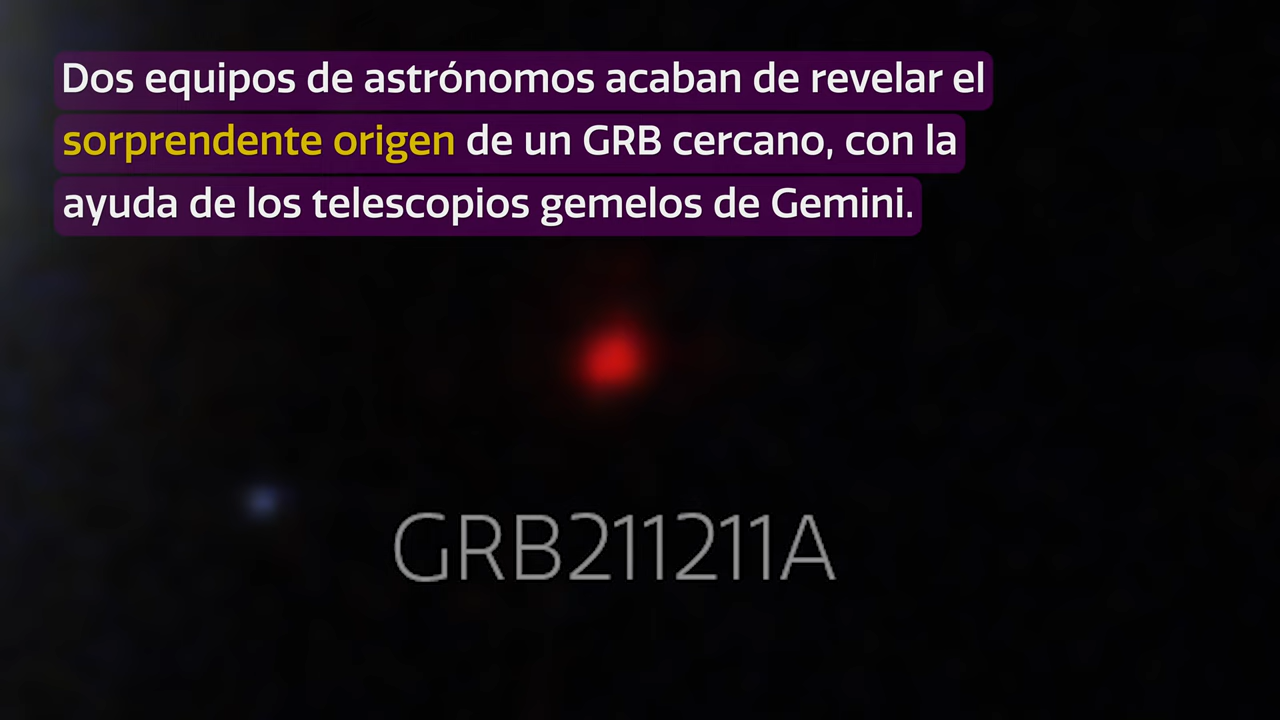 Dos equipos de astrónomos acaban de revelar el
sorprendente origen de un GRB cercano, con la
ayuda de los telescopios gemelos de Gemini.
GRB211211A